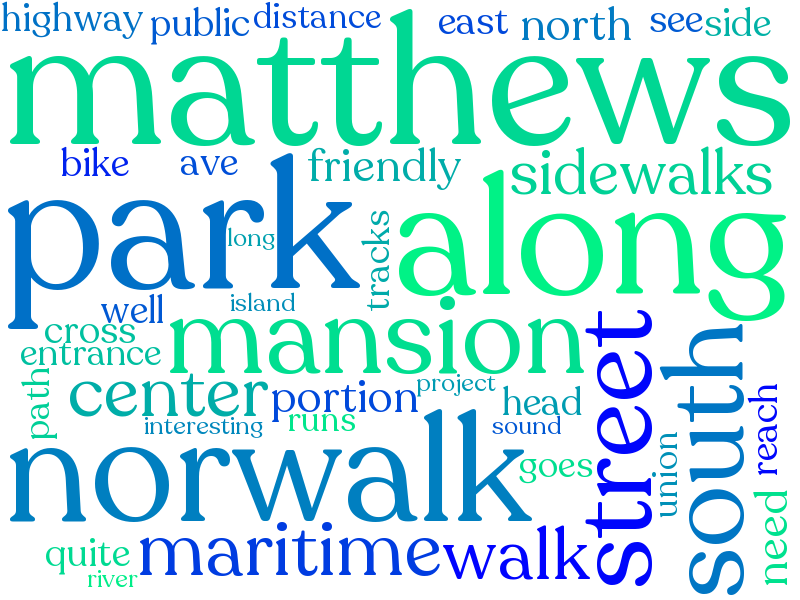 highway public distance east north see side
matthews
bike ave friendly sidewalks
park long tracks along
well island
cross mansion
entrance
path center portion project head street south
interesting runs sound reach
norwalk goes union
quite maritime walk need
river